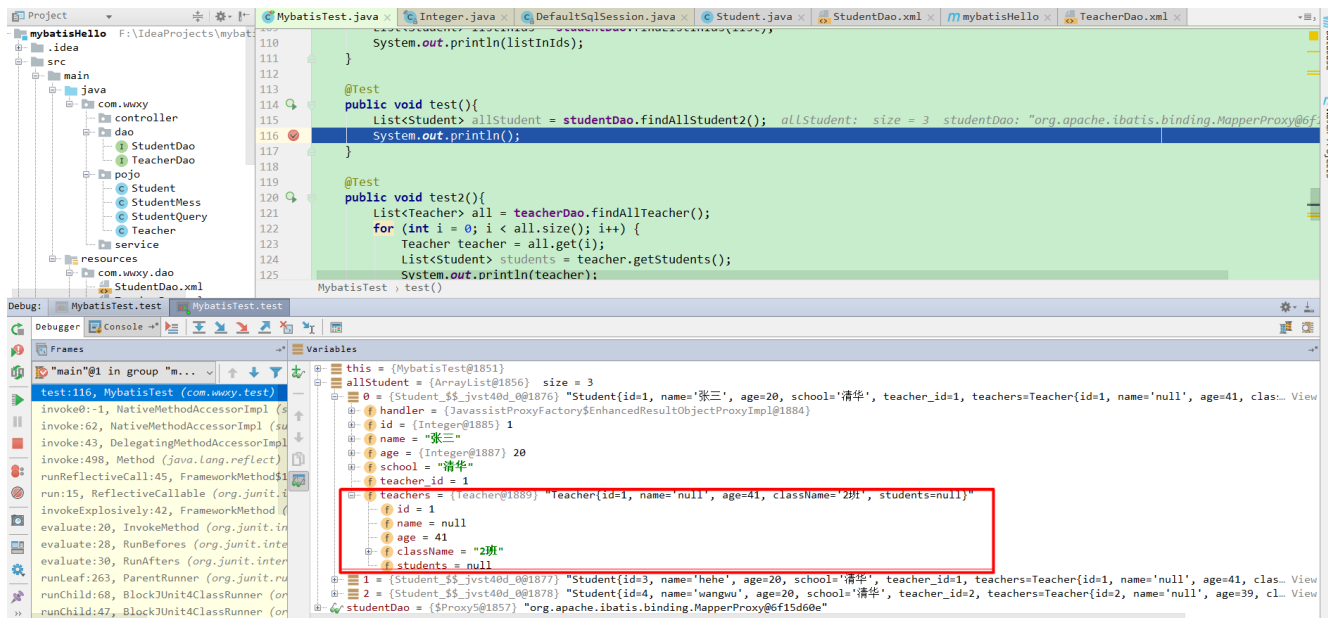 Project
MybatisTest.java
Integer.java
DefaultSqlSession.java
Student.java
StudentDao.xml
mybatisHello
TeacherDao.xml
mybatisHello F:\IdeaProjects\mybat
.idea
src
main
java
com.wwxy
controller
dao
StudentDao
TeacherDao
pojo
Student
StudentMess
StudentQuery
Teacher
service
resources
com.wwxy.dao
StudentDao.xml
110 System.out.println(listInIds);
111 }
112
113 @Test
114 public void test(){
115 List<Student> allStudent = studentDao.findAllStudent2(); allStudent: size = 3 studentDao: "org.apache.ibatis.binding.MapperProxy@6f1
116 System.out.println();
117 }
118
119 @Test
120 public void test2(){
121 List<Teacher> all = teacherDao.findAllTeacher();
122 for (int i = 0; i < all.size(); i++) {
123 Teacher teacher = all.get(i);
124 List<Student> students = teacher.getStudents();
125 System.out.println(teacher);
MybatisTest › test()
Debug: MybatisTest.test MybatisTest.test
Debugger Console
Frames
"main"@1 in group "m...
test:116, MybatisTest (com.wwxy.test)
invoke0:-1, NativeMethodAccessorImpl (s
invoke:62, NativeMethodAccessorImpl (su
invoke:43, DelegatingMethodAccessorImpl
invoke:498, Method (java.lang.reflect)
runReflectiveCall:45, FrameworkMethod$1
run:15, ReflectiveCallable (org.junit.i
invokeExplosively:42, FrameworkMethod (
evaluate:20, InvokeMethod (org.junit.in
evaluate:28, RunBefores (org.junit.inte
evaluate:30, RunAfters (org.junit.inter
runLeaf:263, ParentRunner (org.junit.ru
runChild:68, BlockJUnit4ClassRunner (or
runChild:47, BlockJUnit4ClassRunner (or
Variables
this = {MybatisTest@1851}
allStudent = {ArrayList@1856} size = 3
0 = {Student_$$_jvst40d_0@1876} "Student{id=1, name='张三', age=20, school='清华', teacher_id=1, teachers=Teacher{id=1, name='null', age=41, clas... View
handler = {JavassistProxyFactory$EnhancedResultObjectProxyImpl@1884}
id = {Integer@1885} 1
name = "张三"
age = {Integer@1887} 20
school = "清华"
teacher_id = 1
teachers = {Teacher@1889} "Teacher{id=1, name='null', age=41, className='2班', students=null}"
id = 1
name = null
age = 41
className = "2班"
students = null
1 = {Student_$$_jvst40d_0@1877} "Student{id=3, name='hehe', age=20, school='清华', teacher_id=1, teachers=Teacher{id=1, name='null', age=41, clas... View
2 = {Student_$$_jvst40d_0@1878} "Student{id=4, name='wangwu', age=20, school='清华', teacher_id=2, teachers=Teacher{id=2, name='null', age=39, cl... View
studentDao = {$Proxy5@1857} "org.apache.ibatis.binding.MapperProxy@6f15d60e"